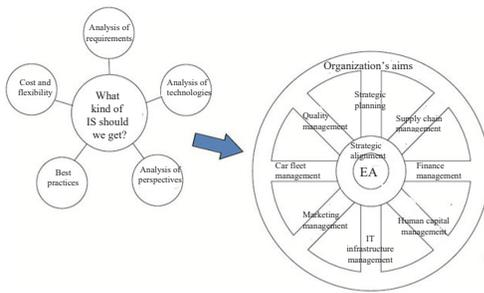 Analysis of
requirements
Cost and
flexibility
What
kind of
IS should
we get?
Analysis of
technologies
Best
practices
Analysis of
perspectives
Organization's aims
Strategic
planning
Quality
management
Supply chain
management
Strategic
alignment
EA
Car fleet
management
Finance
management
Marketing
management
Human capital
management
IT
infrastructure
management